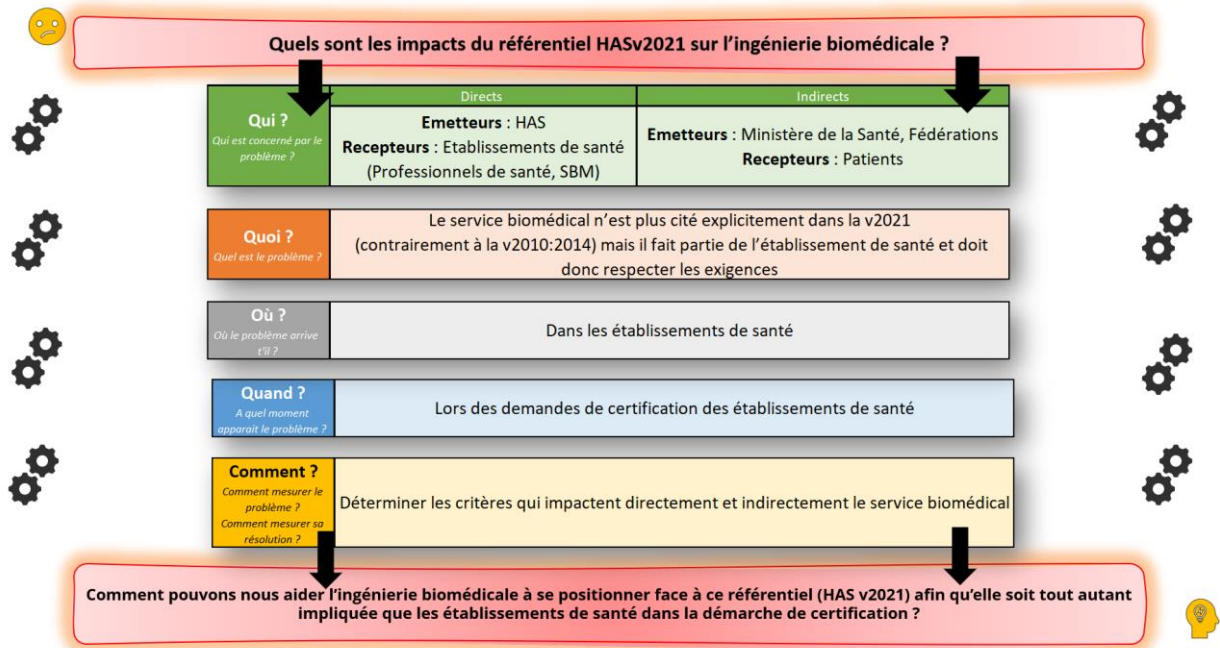 Quels sont les impacts du référentiel HASv2021 sur l'ingénierie biomédicale ?
Qui ?
Qui est concerné par le
problème ?
Directs
Emetteurs : HAS
Recepteurs : Etablissements de santé
(Professionnels de santé, SBM)
Indirects
Emetteurs : Ministère de la Santé, Fédérations
Recepteurs : Patients
Quoi ?
Quel est le problème ?
Le service biomédical n'est plus cité explicitement dans la v2021
(contrairement à la v2010:2014) mais il fait partie de l'établissement de santé et doit
donc respecter les exigences
Où ?
Où le problème arrive
t'il ?
Dans les établissements de santé
Quand ?
A quel moment
apparait le problème ?
Lors des demandes de certification des établissements de santé
Comment ?
Comment mesurer le
problème ?
Comment mesurer sa
résolution ?
Déterminer les critères qui impactent directement et indirectement le service biomédical
Comment pouvons nous aider l'ingénierie biomédicale à se positionner face à ce référentiel (HAS v2021) afin qu'elle soit tout autant
impliquée que les établissements de santé dans la démarche de certification ?